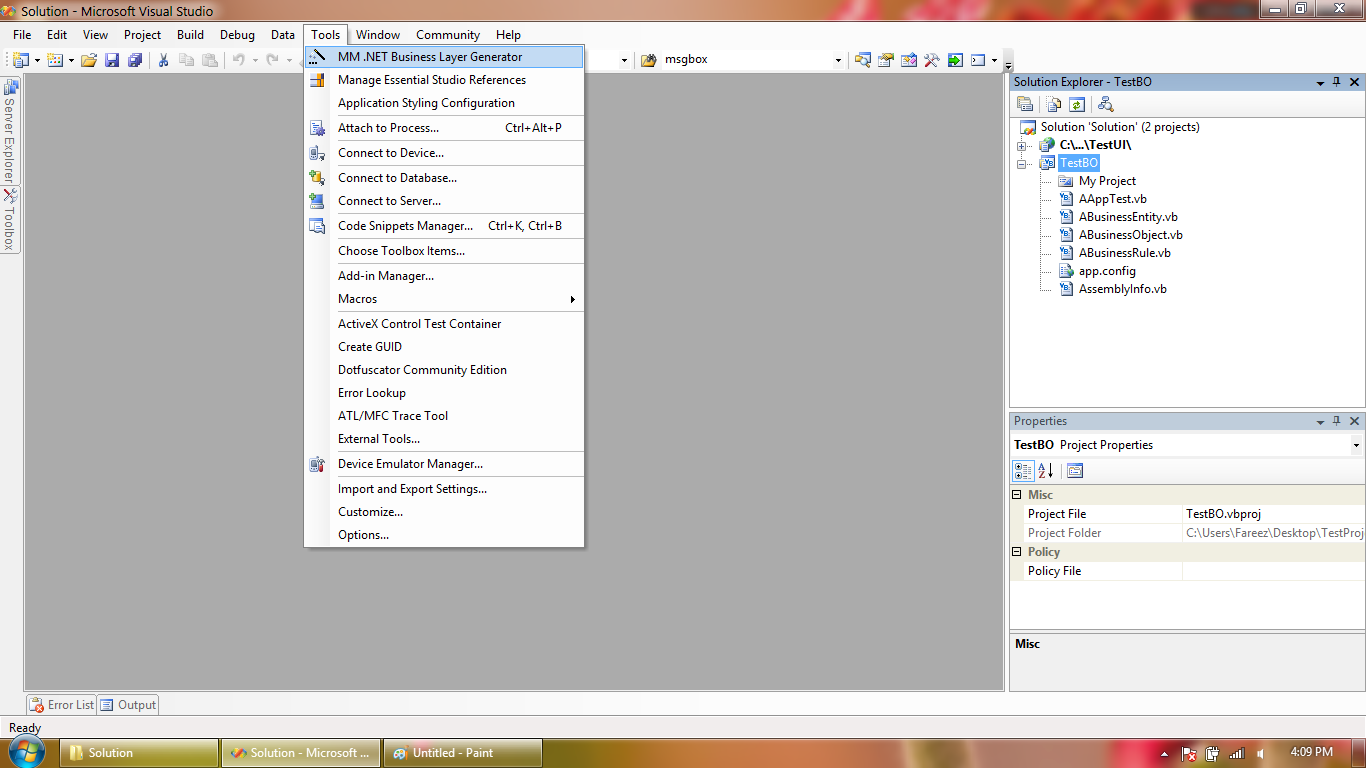 Solution - Microsoft Visual Studio
File Edit View Project Build Debug Data Tools Window Community Help
msgbox
MM .NET Business Layer Generator
Manage Essential Studio References
Application Styling Configuration
Attach to Process... Ctrl+Alt+P
Connect to Device...
Connect to Database...
Connect to Server...
Code Snippets Manager... Ctrl+K, Ctrl+B
Choose Toolbox Items...
Add-in Manager...
Macros
ActiveX Control Test Container
Create GUID
Dotfuscator Community Edition
Error Lookup
ATL/MFC Trace Tool
External Tools...
Device Emulator Manager...
Import and Export Settings...
Customize...
Options...
Server Explorer
Toolbox
Solution Explorer - TestBO
Solution 'Solution' (2 projects)
C:\...\TestUI\
TestBO
My Project
AAppTest.vb
ABusinessEntity.vb
ABusinessObject.vb
ABusinessRule.vb
app.config
AssemblyInfo.vb
Properties
TestBO Project Properties
Misc
Project File TestBO.vbproj
Project Folder C:\Users\Fareez\Desktop\TestProj
Policy
Policy File
Misc
Error List Output
Ready
Solution Solution - Microsoft ... Untitled - Paint 4:09 PM